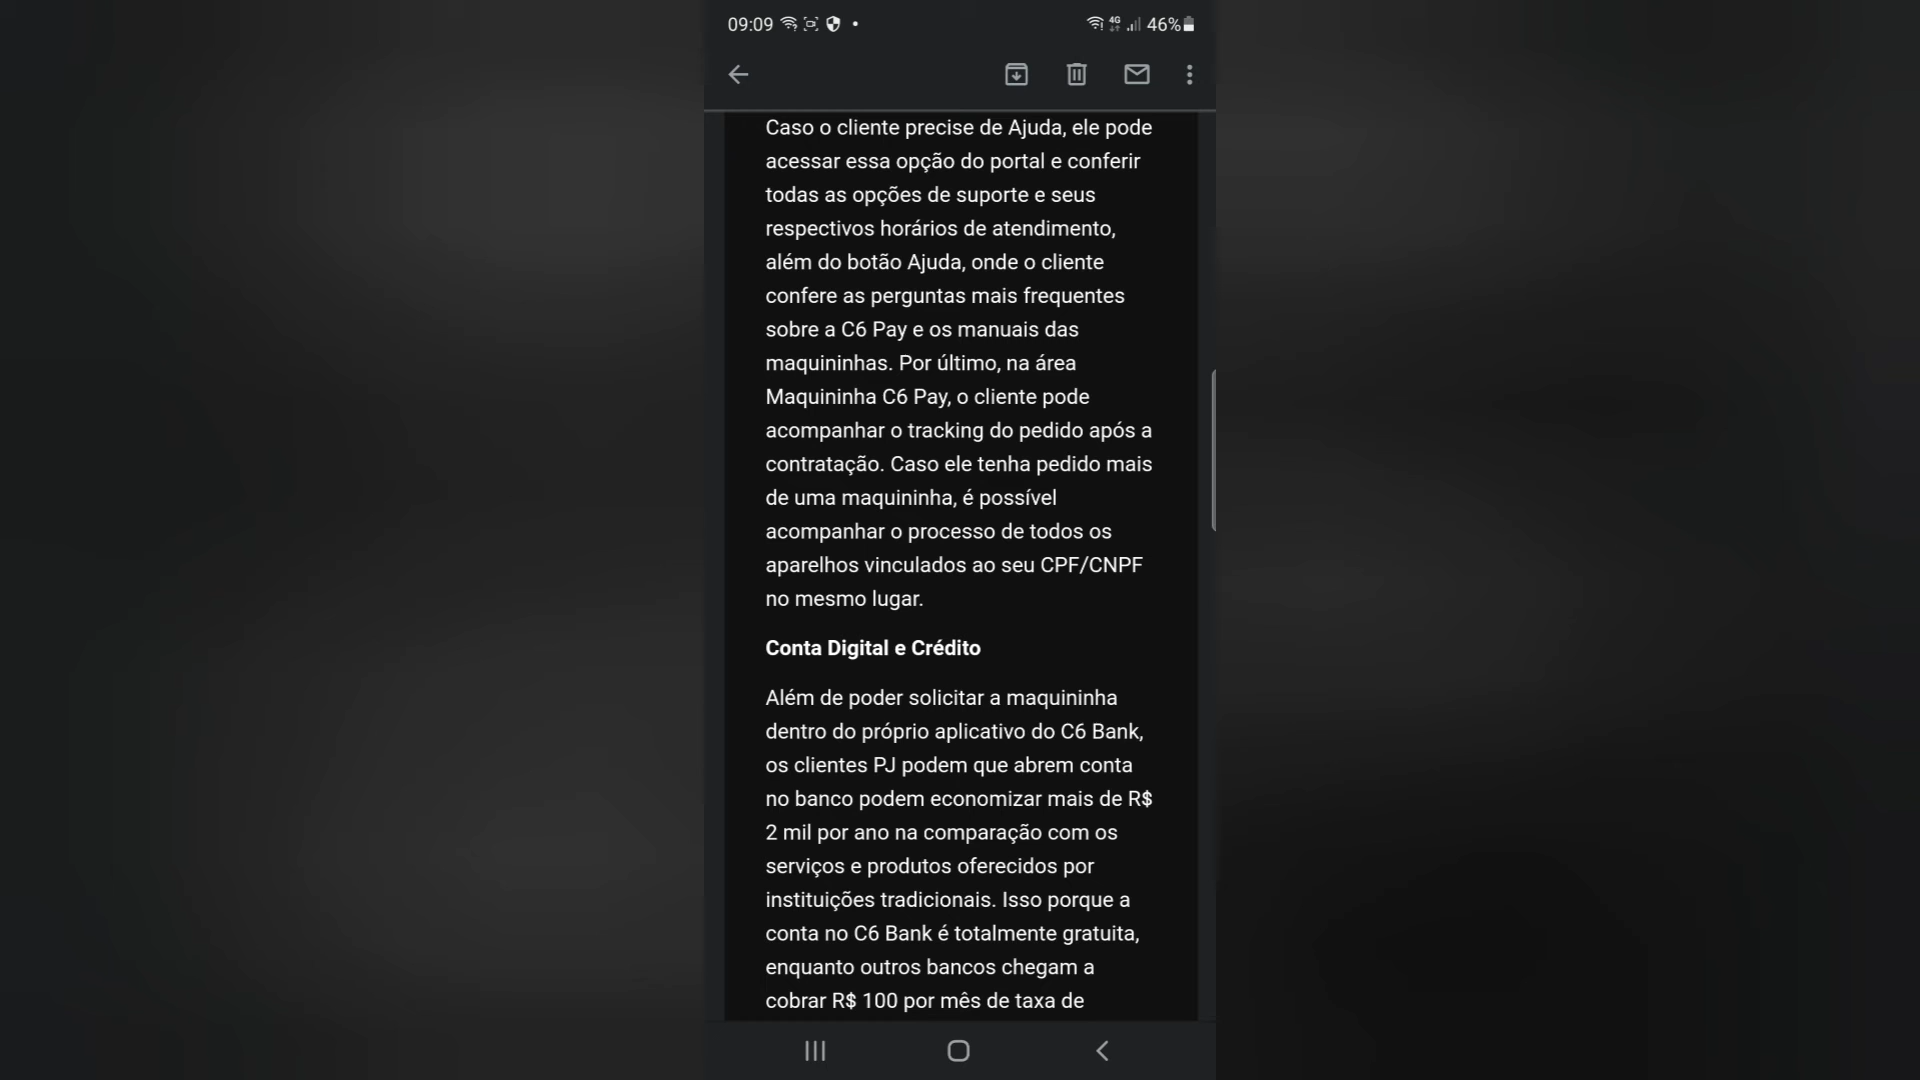 09:09
4G
46%
Caso o cliente precise de Ajuda, ele pode
acessar essa opção do portal e conferir
todas as opções de suporte e seus
respectivos horários de atendimento,
além do botão Ajuda, onde o cliente
confere as perguntas mais frequentes
sobre a C6 Pay e os manuais das
maquininhas. Por último, na área
Maquininha C6 Pay, o cliente pode
acompanhar o tracking do pedido após a
contratação. Caso ele tenha pedido mais
de uma maquininha, é possível
acompanhar o processo de todos os
aparelhos vinculados ao seu CPF/CNPF
no mesmo lugar.
Conta Digital e Crédito
Além de poder solicitar a maquininha
dentro do próprio aplicativo do C6 Bank,
os clientes PJ podem que abrem conta
no banco podem economizar mais de R$
2 mil por ano na comparação com os
serviços e produtos oferecidos por
instituições tradicionais. Isso porque a
conta no C6 Bank é totalmente gratuita,
enquanto outros bancos chegam a
cobrar R$ 100 por mês de taxa de